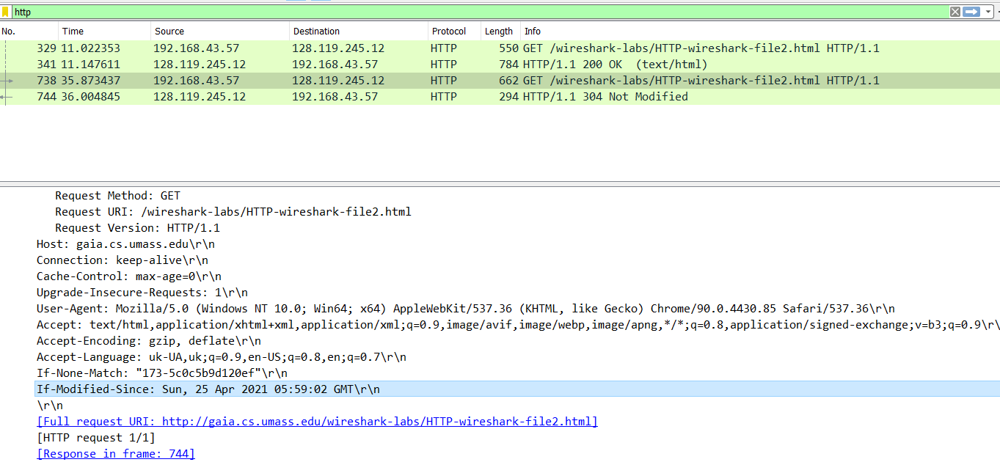 http
No. Time Source Destination Protocol Length Info
329 11.022353 192.168.43.57 128.119.245.12 HTTP 550 GET /wireshark-labs/HTTP-wireshark-file2.html HTTP/1.1
341 11.147611 128.119.245.12 192.168.43.57 HTTP 784 HTTP/1.1 200 OK (text/html)
738 35.873437 192.168.43.57 128.119.245.12 HTTP 662 GET /wireshark-labs/HTTP-wireshark-file2.html HTTP/1.1
744 36.004845 128.119.245.12 192.168.43.57 HTTP 294 HTTP/1.1 304 Not Modified
Request Method: GET
Request URI: /wireshark-labs/HTTP-wireshark-file2.html
Request Version: HTTP/1.1
Host: gaia.cs.umass.edu\r\n
Connection: keep-alive\r\n
Cache-Control: max-age=0\r\n
Upgrade-Insecure-Requests: 1\r\n
User-Agent: Mozilla/5.0 (Windows NT 10.0; Win64; x64) AppleWebKit/537.36 (KHTML, like Gecko) Chrome/90.0.4430.85 Safari/537.36\r\n
Accept: text/html,application/xhtml+xml,application/xml;q=0.9,image/avif,image/webp,image/apng,*/*;q=0.8,application/signed-exchange;v=b3;q=0.9\r\
Accept-Encoding: gzip, deflate\r\n
Accept-Language: uk-UA,uk;q=0.9,en-US;q=0.8,en;q=0.7\r\n
If-None-Match: "173-5c0c5b9d120ef"\r\n
If-Modified-Since: Sun, 25 Apr 2021 05:59:02 GMT\r\n
\r\n
[Full request URI: http://gaia.cs.umass.edu/wireshark-labs/HTTP-wireshark-file2.html]
[HTTP request 1/1]
[Response in frame: 744]